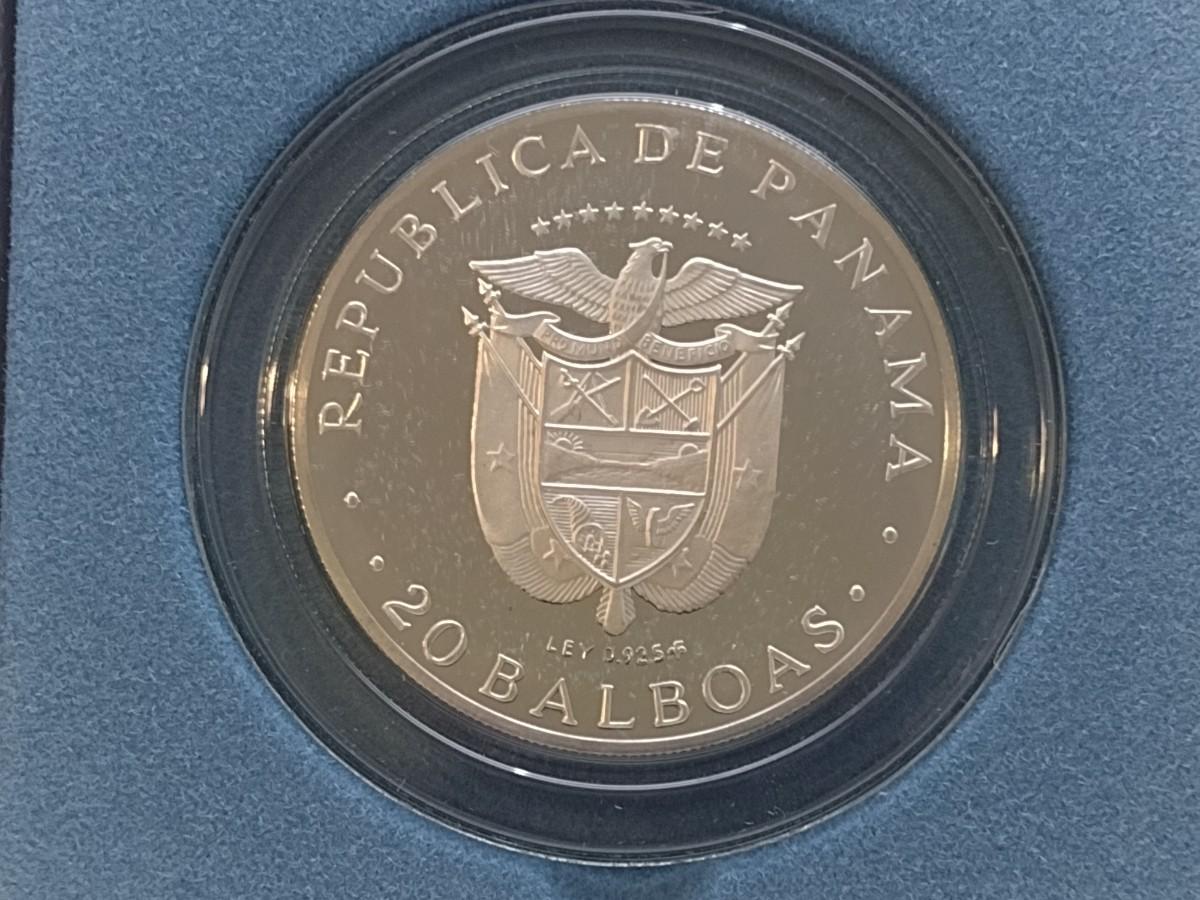 REPUBLICA DE PANAMA
PRO MUNDI BENEFICIO
LEY 0.925
20 BALBOAS